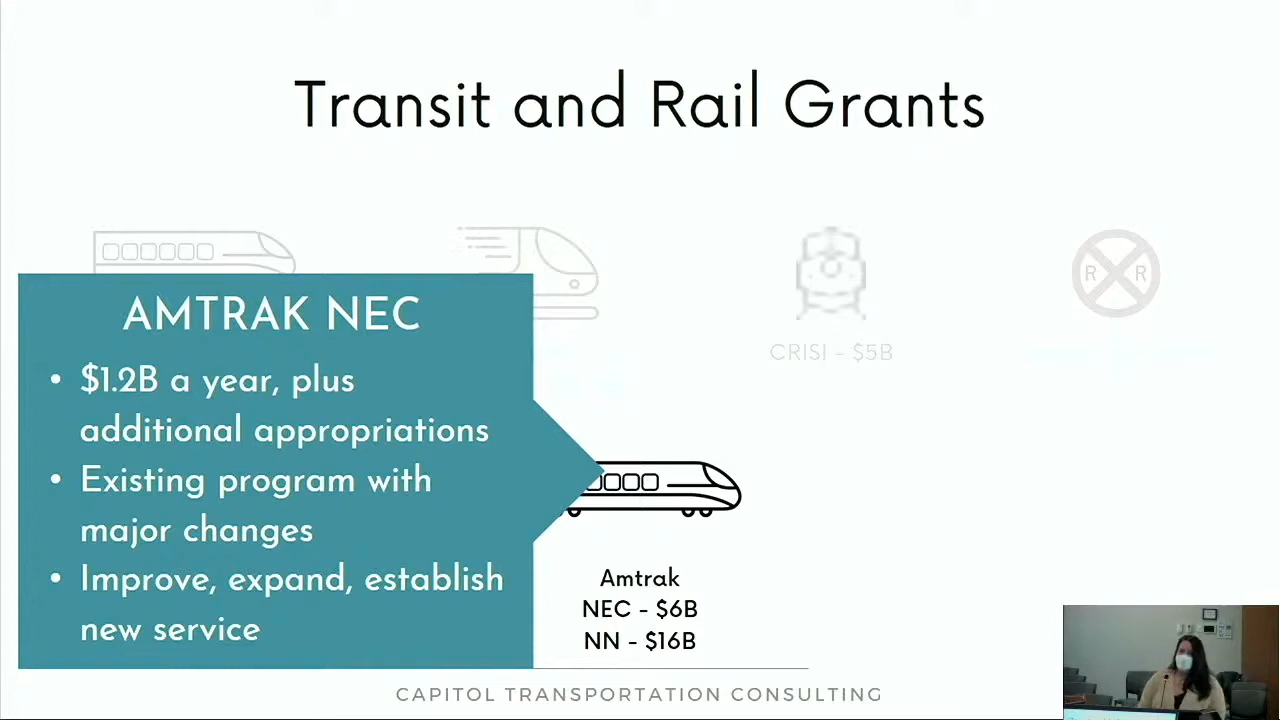 Transit and Rail Grants
R R
CRISI - $5B
AMTRAK NEC
• $1.2B a year, plus
additional appropriations
• Existing program with
major changes
• Improve, expand, establish
new service
Amtrak
NEC - $6B
NN - $16B
CAPITOL TRANSPORTATION CONSULTING